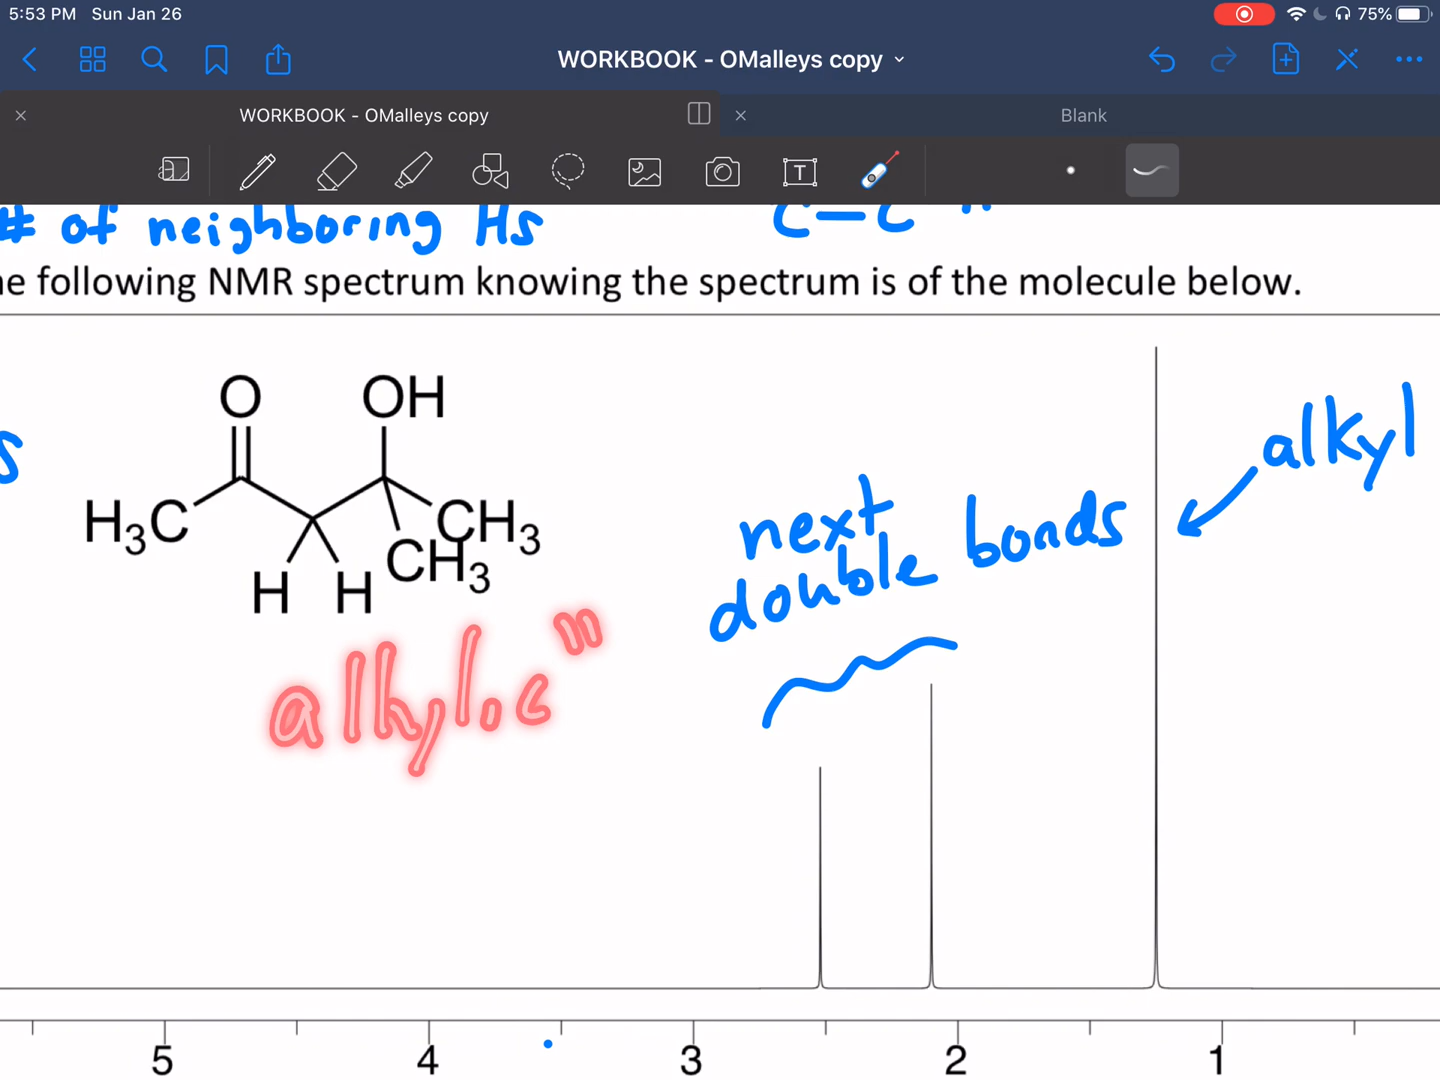 5:53 PM Sun Jan 26
75%
WORKBOOK - OMalleys copy
WORKBOOK - OMalleys copy
Blank
T
# of neighboring Hs
C — C "
e following NMR spectrum knowing the spectrum is of the molecule below.
s
O
OH
H3C
CH3
CH3
H H
allylic"
next
double bonds
alkyl
5 4 3 2 1